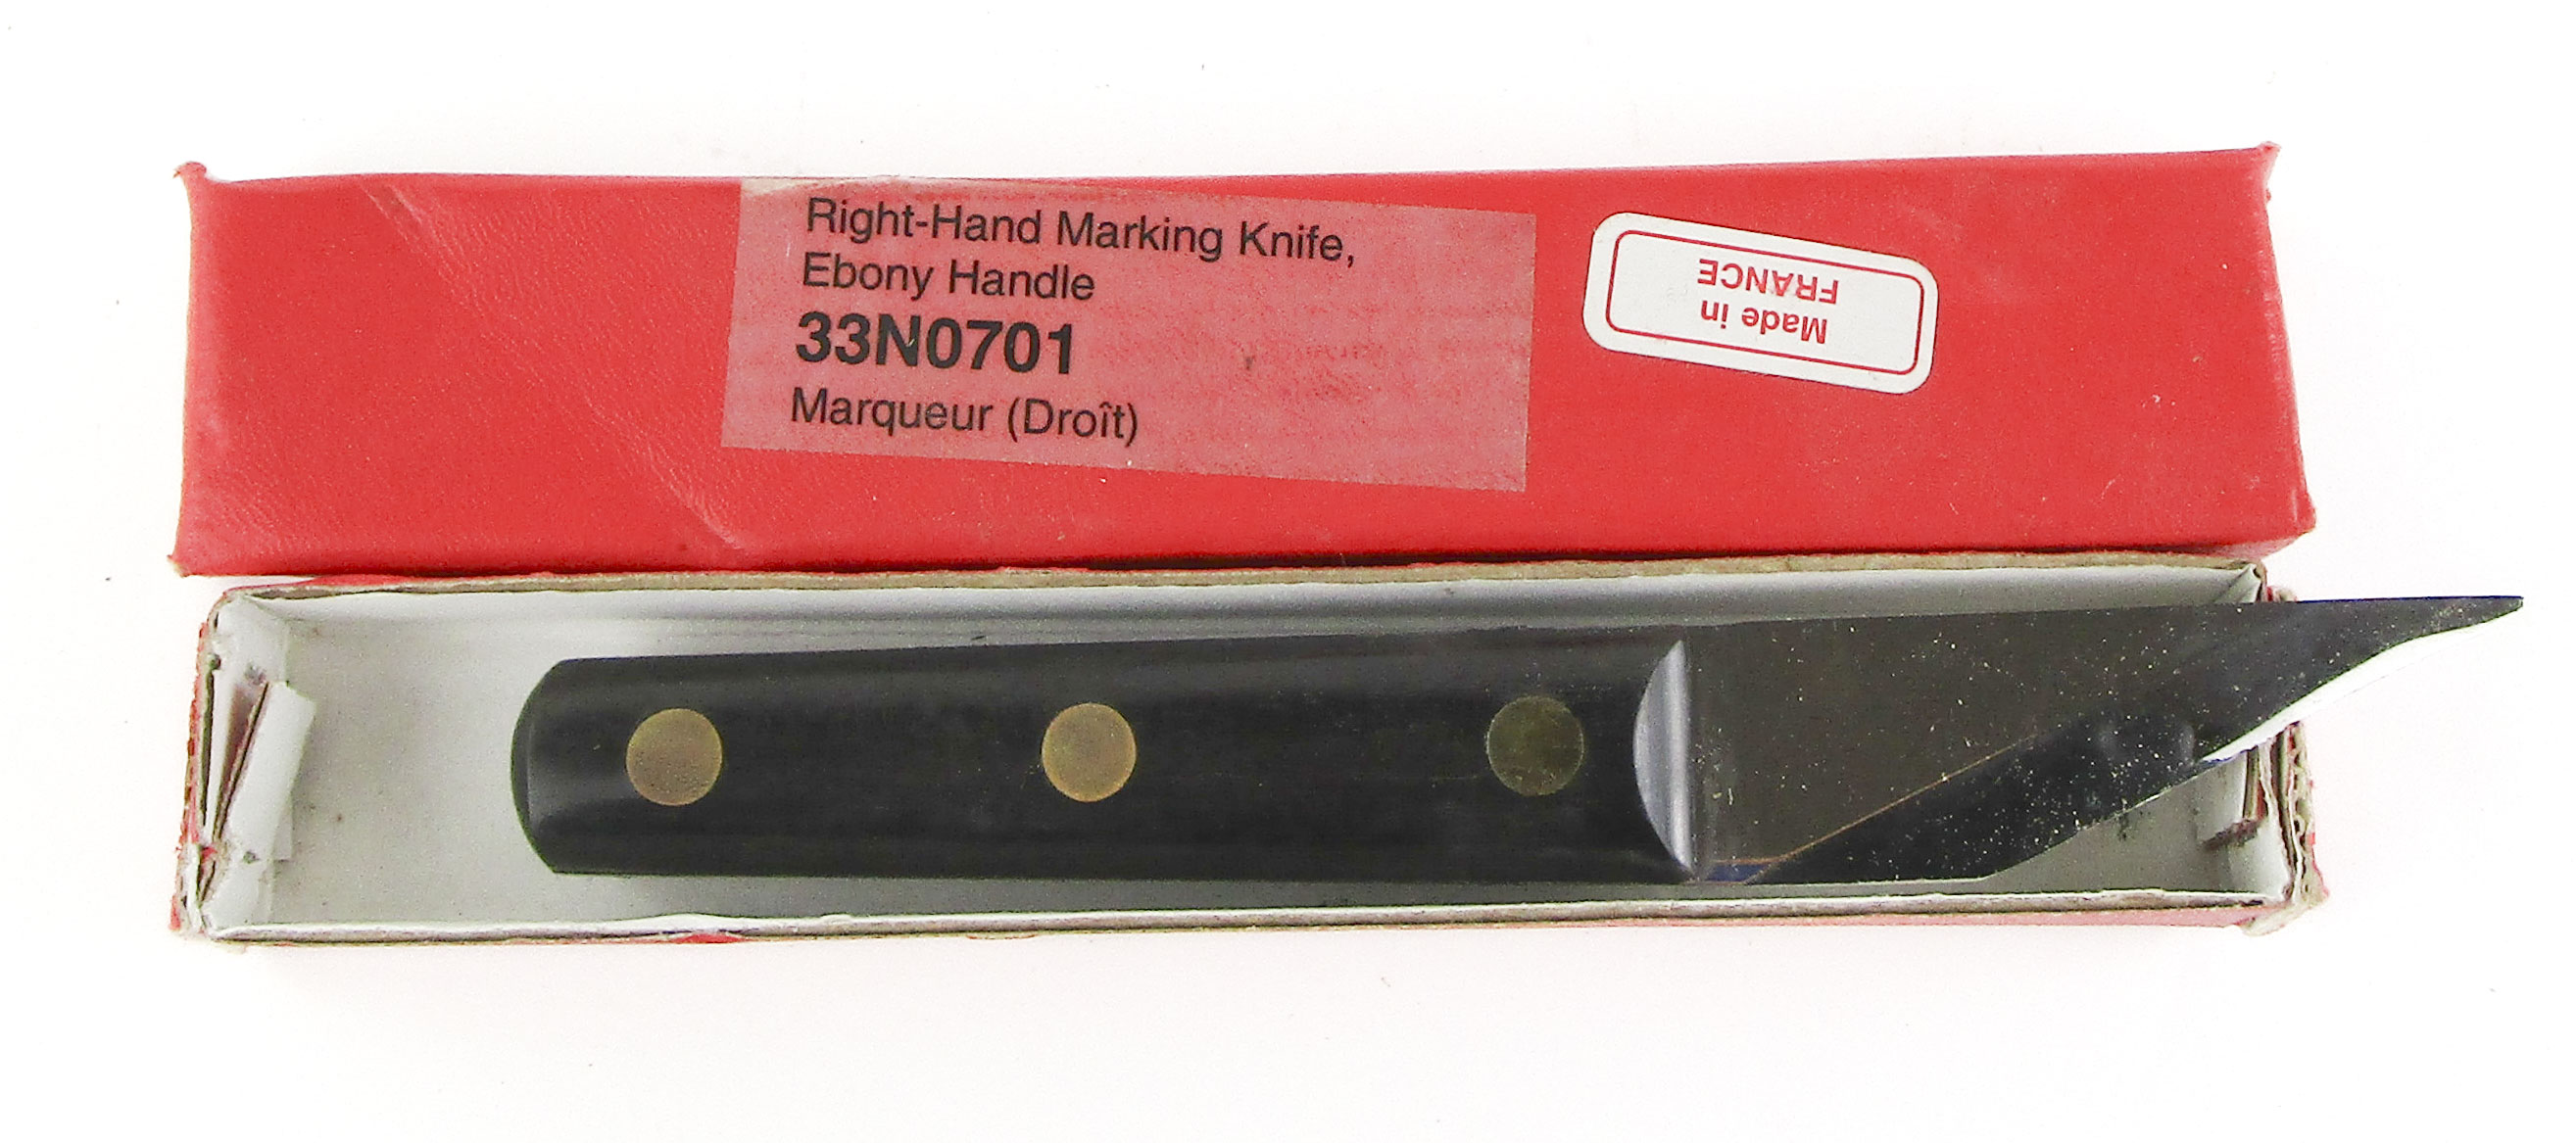 Right-Hand Marking Knife,
Ebony Handle
33N0701
Marqueur (Droît)
Made in
FRANCE